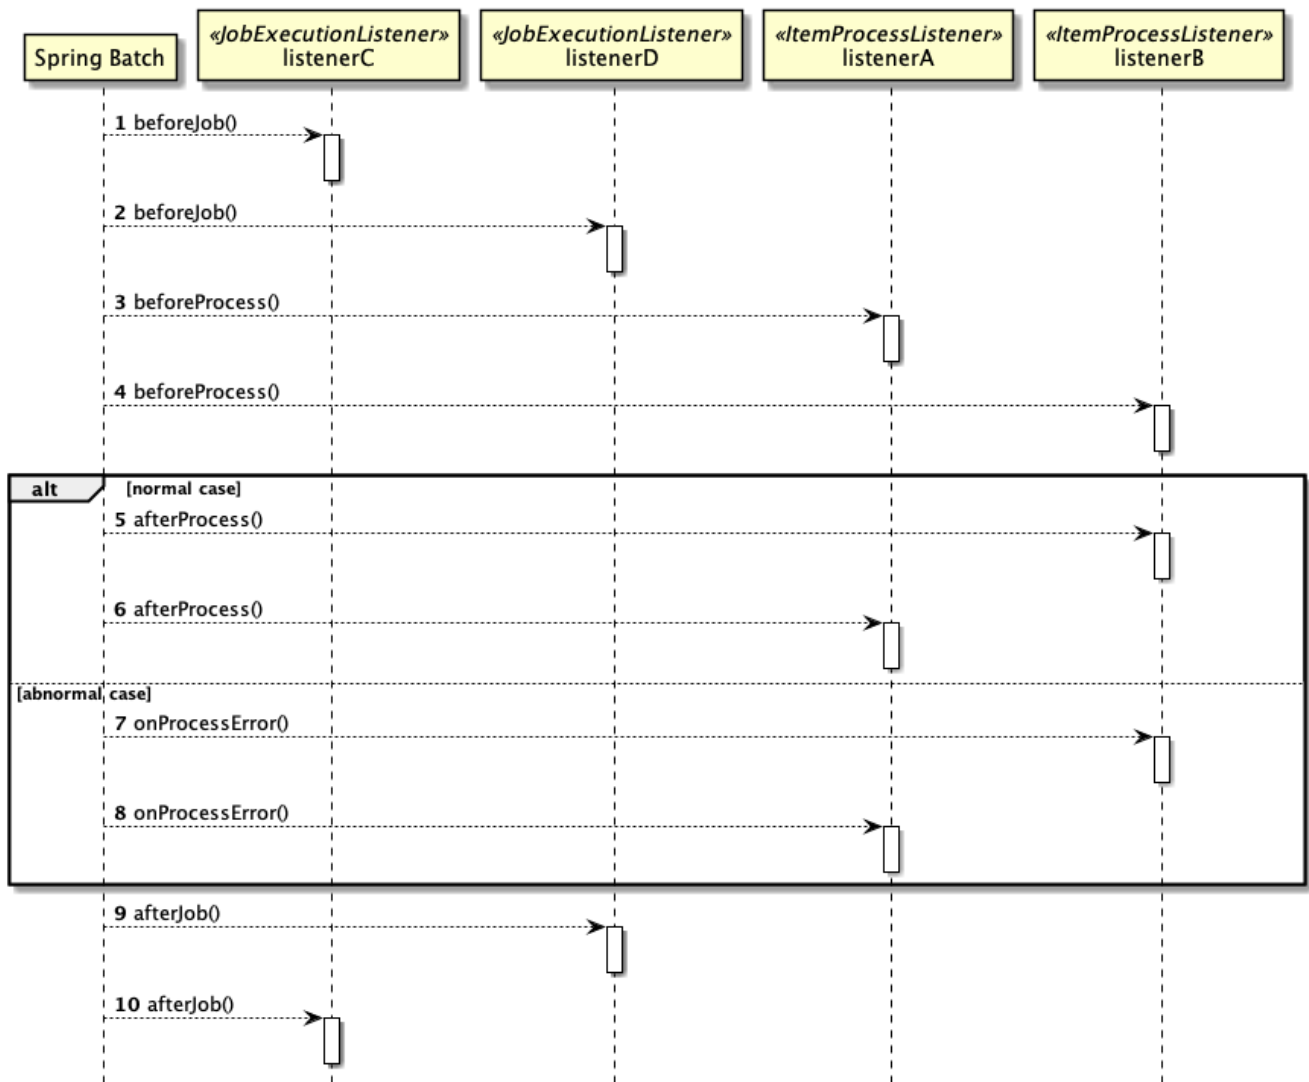 «JobExecutionListener»
listenerC
«JobExecutionListener»
listenerD
«ItemProcessListener»
listenerA
«ItemProcessListener»
listenerB
Spring Batch
1 beforeJob()
2 beforeJob()
3 beforeProcess()
4 beforeProcess()
alt [normal case]
5 afterProcess()
6 afterProcess()
[abnormal case]
7 onProcessError()
8 onProcessError()
9 afterJob()
10 afterJob()